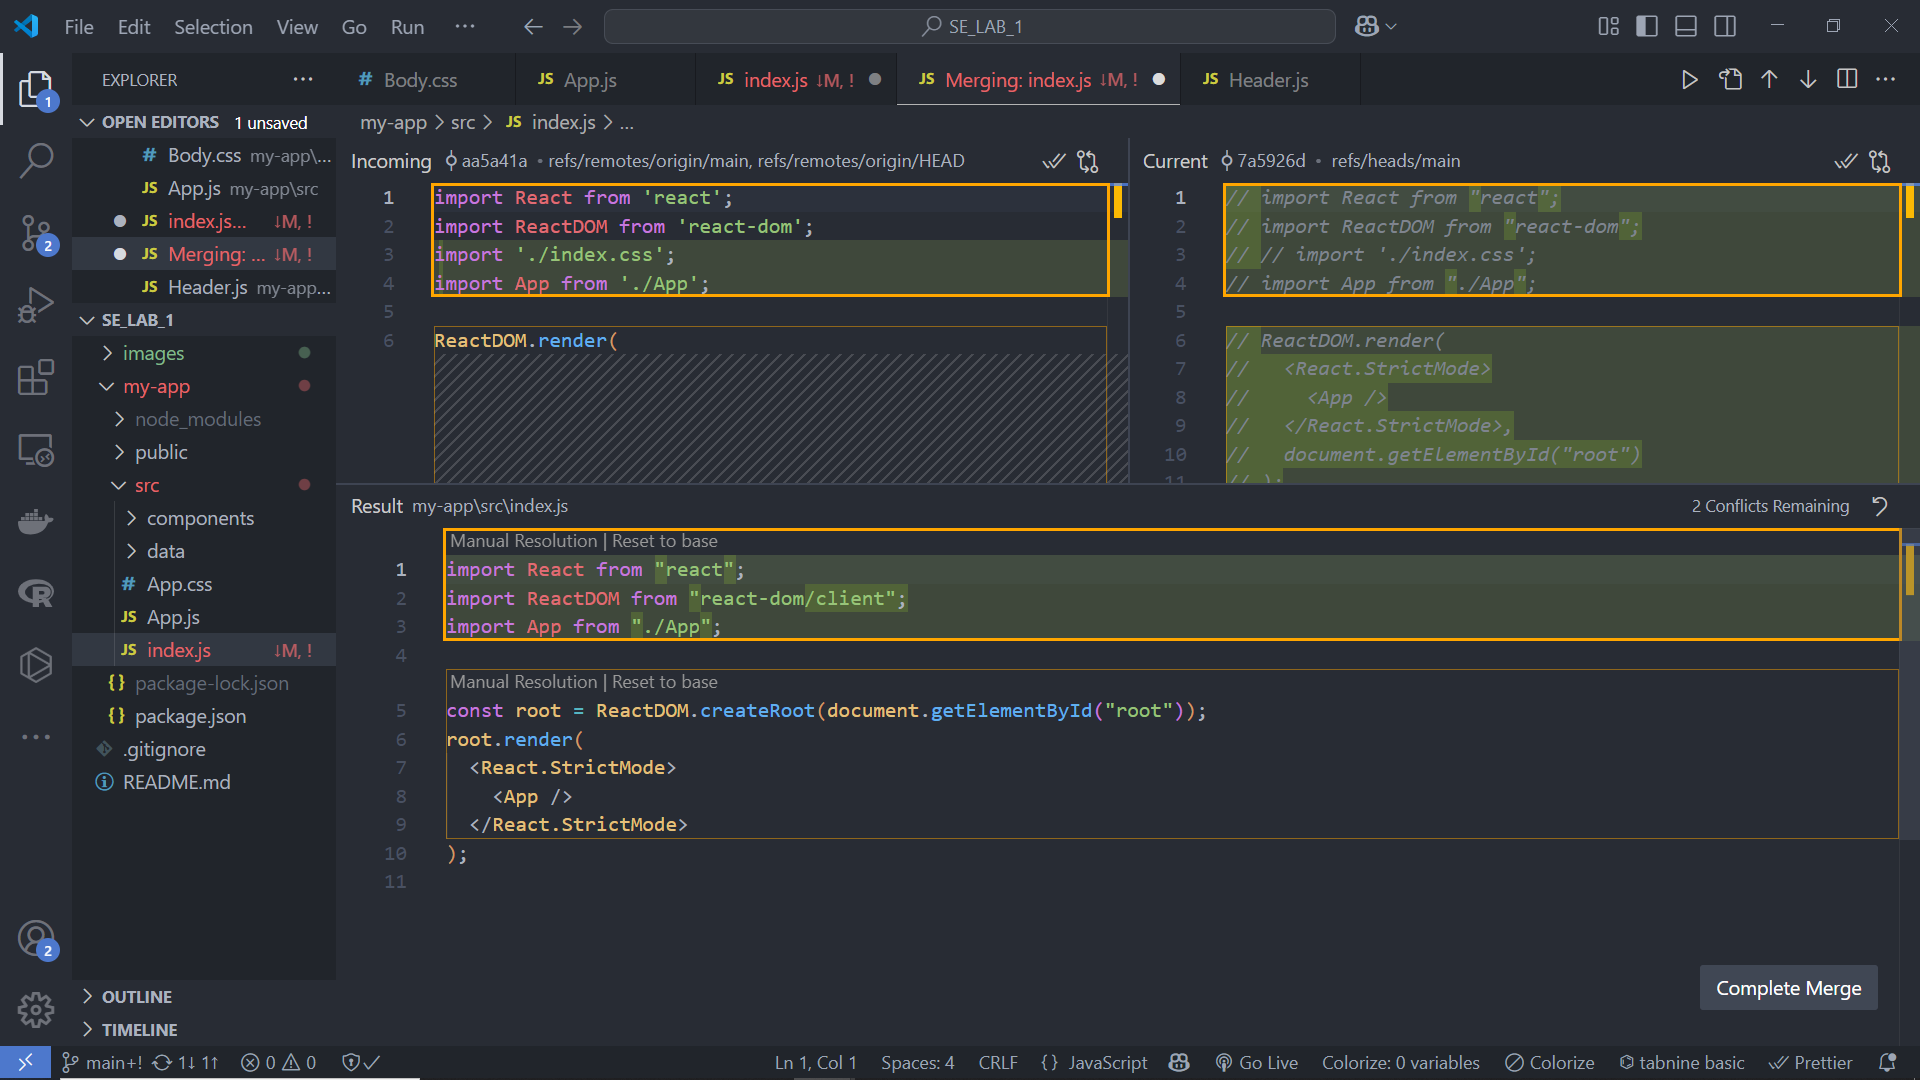 File Edit Selection View Go Run ··· SE_LAB_1
EXPLORER ···
# Body.css JS App.js JS index.js ↓M, ! JS Merging: index.js ↓M, ! JS Header.js
1
OPEN EDITORS 1 unsaved
# Body.css my-app\...
JS App.js my-app\src
JS index.js... ↓M, !
JS Merging: ... ↓M, !
JS Header.js my-app...
2
SE_LAB_1
images
my-app
node_modules
public
src
components
data
# App.css
JS App.js
JS index.js ↓M, !
{} package-lock.json
{} package.json
.gitignore
README.md
2
OUTLINE
TIMELINE
my-app > src > JS index.js > ...
Incoming aa5a41a • refs/remotes/origin/main, refs/remotes/origin/HEAD
1 import React from 'react';
2 import ReactDOM from 'react-dom';
3 import './index.css';
4 import App from './App';
5
6 ReactDOM.render(
Current 7a5926d • refs/heads/main
1 // import React from "react";
2 // import ReactDOM from "react-dom";
3 // // import './index.css';
4 // import App from "./App";
5
6 // ReactDOM.render(
7 //   <React.StrictMode>
8 //     <App />
9 //   </React.StrictMode>,
10 //   document.getElementById("root")
11 // );
Result my-app\src\index.js 2 Conflicts Remaining
Manual Resolution | Reset to base
1 import React from "react";
2 import ReactDOM from "react-dom/client";
3 import App from "./App";
4
Manual Resolution | Reset to base
5 const root = ReactDOM.createRoot(document.getElementById("root"));
6 root.render(
7   <React.StrictMode>
8     <App />
9   </React.StrictMode>
10 );
11
Complete Merge
main+! 1↓ 1↑ 0 0 Ln 1, Col 1 Spaces: 4 CRLF {} JavaScript Go Live Colorize: 0 variables Colorize tabnine basic Prettier